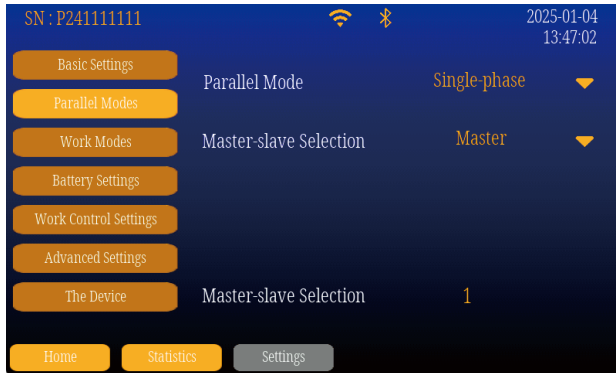 SN : P241111111
2025-01-04
13:47:02
Basic Settings
Parallel Modes
Work Modes
Battery Settings
Work Control Settings
Advanced Settings
The Device
Parallel Mode Single-phase
Master-slave Selection Master
Master-slave Selection 1
Home Statistics Settings